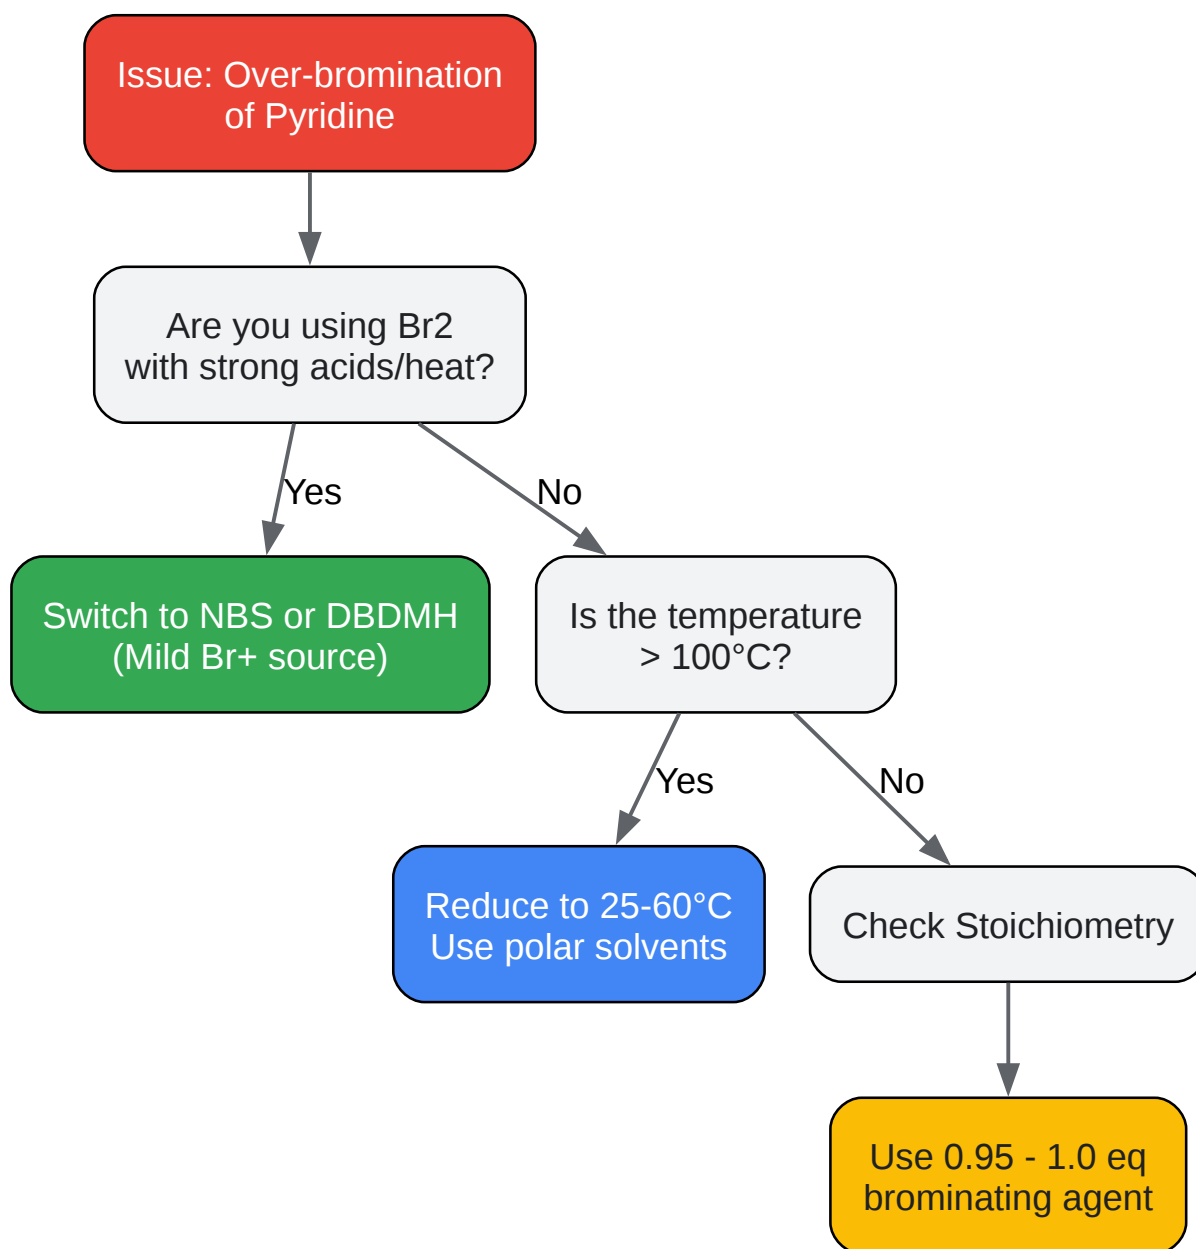 Issue: Over-bromination
of Pyridine
Are you using Br2
with strong acids/heat?
Yes
No
Switch to NBS or DBDMH
(Mild Br+ source)
Is the temperature
> 100°C?
Yes
No
Reduce to 25-60°C
Use polar solvents
Check Stoichiometry
Use 0.95 - 1.0 eq
brominating agent